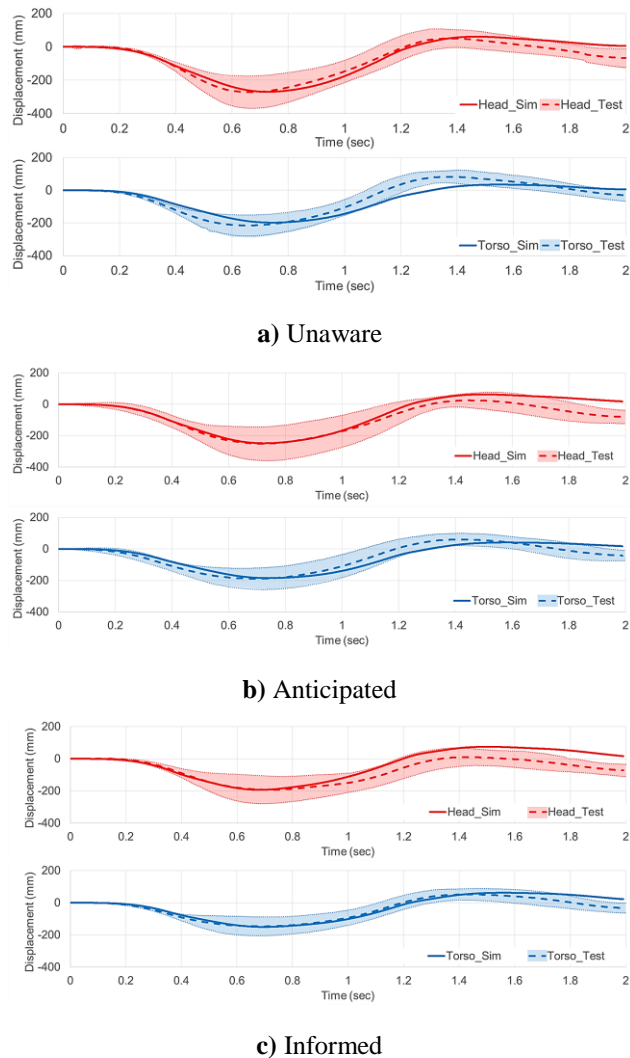 Displacement (mm)
200
0
-200
-400
0 0.2 0.4 0.6 0.8 1 1.2 1.4 1.6 1.8 2
Head_Sim Head_Test
Time (sec)
Displacement (mm)
200
0
-200
-400
0 0.2 0.4 0.6 0.8 1 1.2 1.4 1.6 1.8 2
Torso_Sim Torso_Test
Time (sec)
a) Unaware
Displacement (mm)
200
0
-200
-400
0 0.2 0.4 0.6 0.8 1 1.2 1.4 1.6 1.8 2
Head_Sim Head_Test
Time (sec)
Displacement (mm)
200
0
-200
-400
0 0.2 0.4 0.6 0.8 1 1.2 1.4 1.6 1.8 2
Torso_Sim Torso_Test
Time (sec)
b) Anticipated
Displacement (mm)
200
0
-200
-400
0 0.2 0.4 0.6 0.8 1 1.2 1.4 1.6 1.8 2
Head_Sim Head_Test
Time (sec)
Displacement (mm)
200
0
-200
-400
0 0.2 0.4 0.6 0.8 1 1.2 1.4 1.6 1.8 2
Torso_Sim Torso_Test
Time (sec)
c) Informed